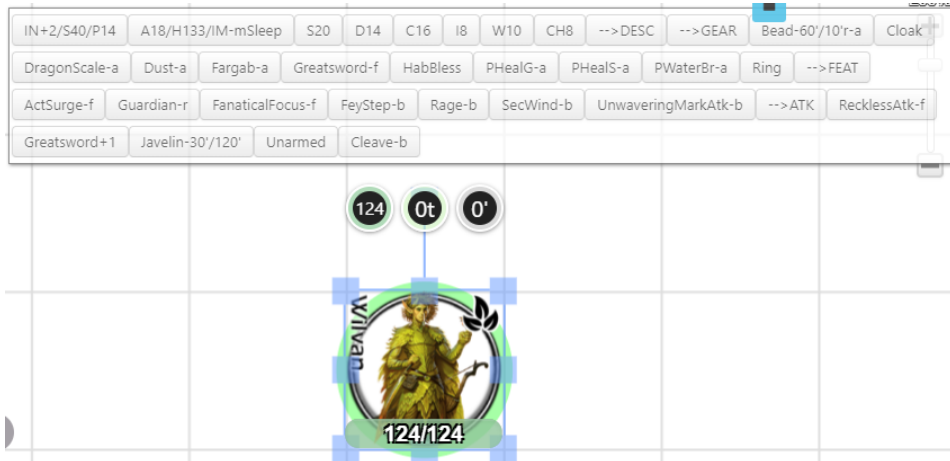 IN+2/S40/P14 A18/H133/IM-mSleep S20 D14 C16 I8 W10 CH8 -->DESC -->GEAR Bead-60'/10'r-a Cloak
DragonScale-a Dust-a Fargab-a Greatsword-f HabBless PHealG-a PHealS-a PWaterBr-a Ring -->FEAT
ActSurge-f Guardian-r FanaticalFocus-f FeyStep-b Rage-b SecWind-b UnwaveringMarkAtk-b -->ATK RecklessAtk-f
Greatsword+1 Javelin-30'/120' Unarmed Cleave-b
124 0t 0'
Wilvan
124/124